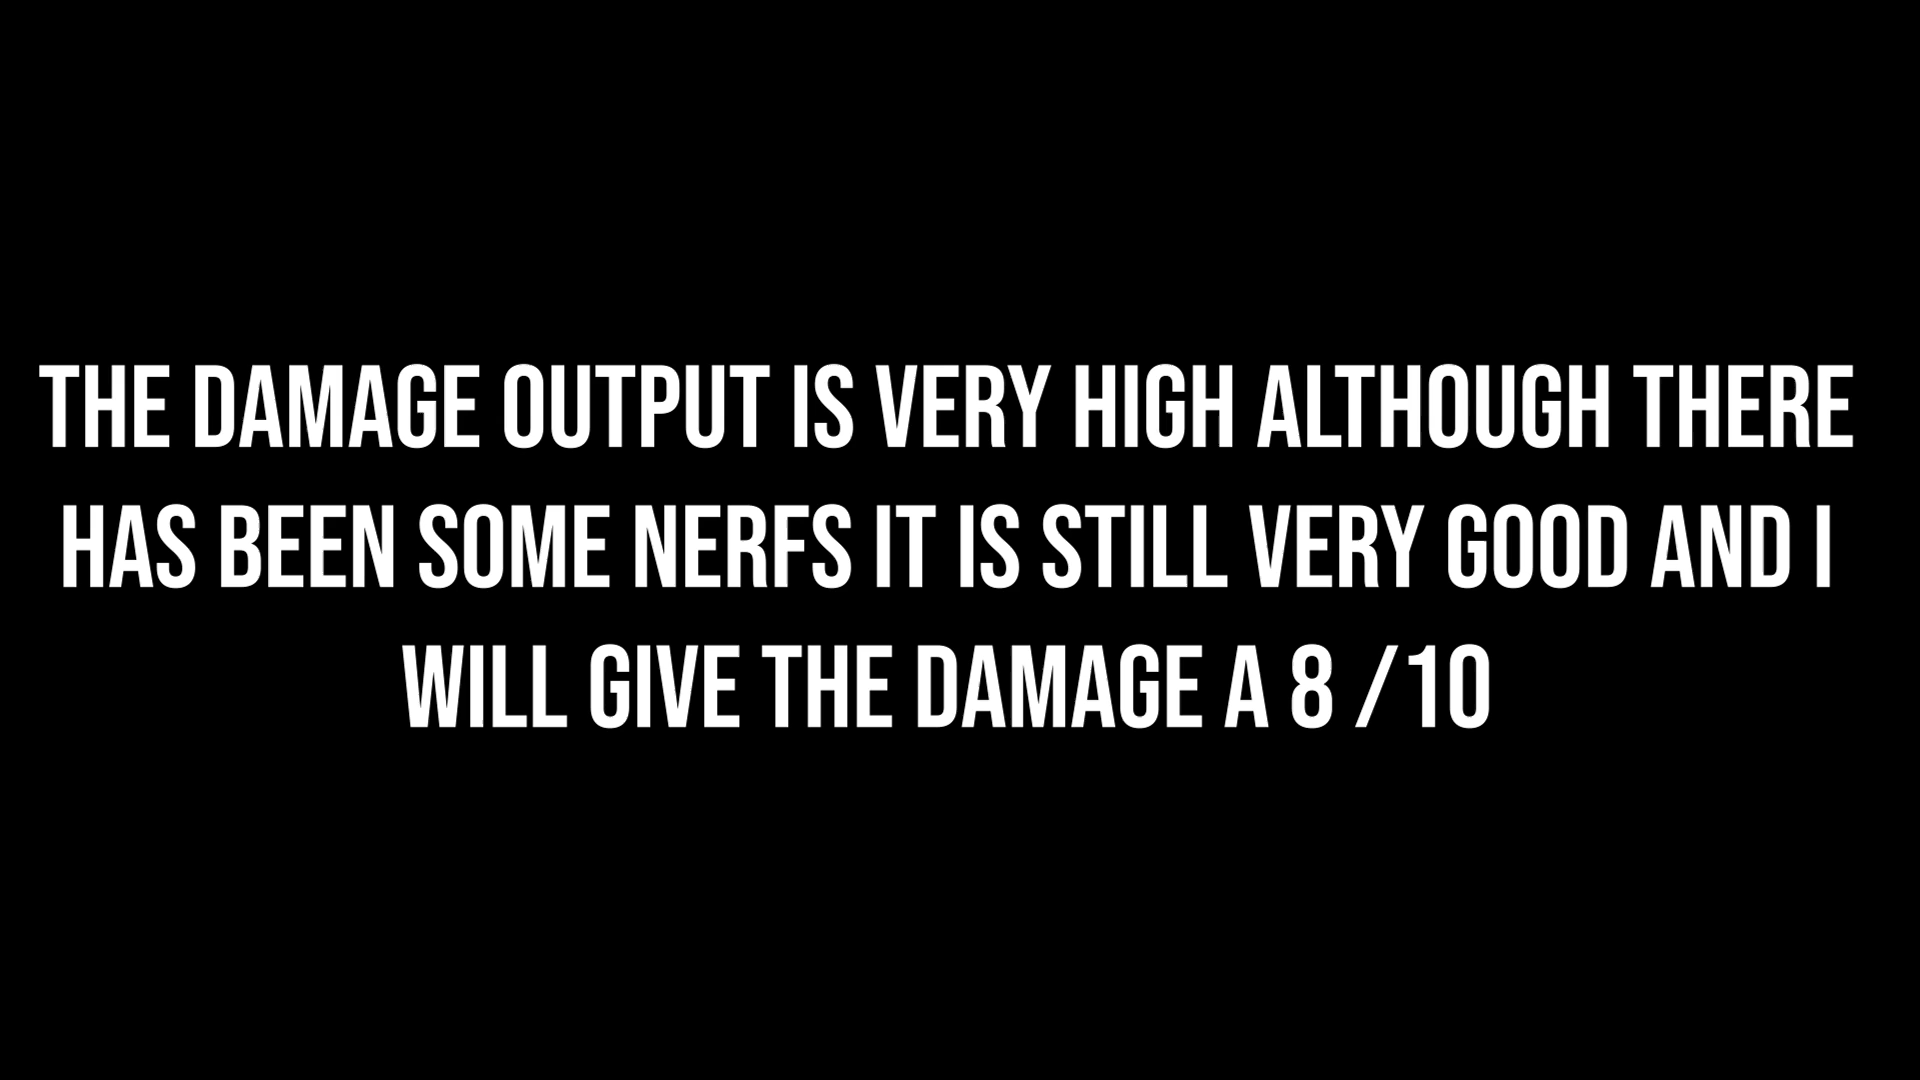 THE DAMAGE OUTPUT IS VERY HIGH ALTHOUGH THERE
HAS BEEN SOME NERFS IT IS STILL VERY GOOD AND I
WILL GIVE THE DAMAGE A 8 /10